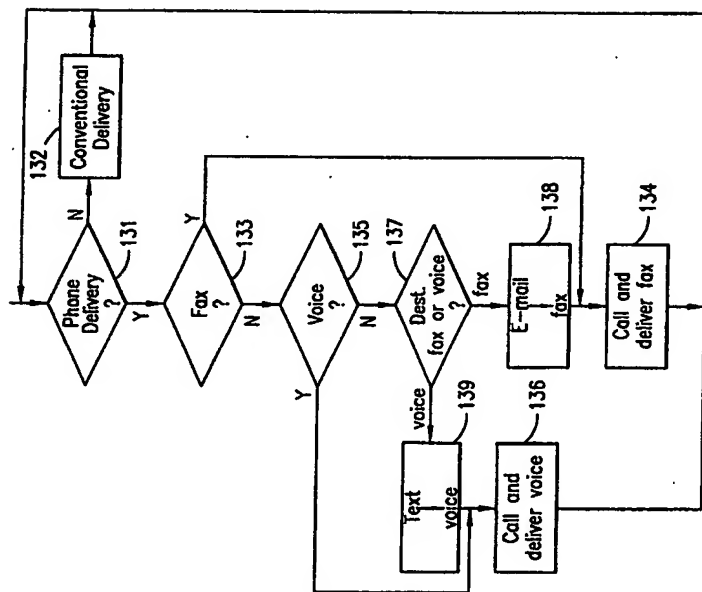 Phone
Delivery
?
131
Y
N
132
Conventional
Delivery
Fax
?
133
Y
N
Voice
?
135
Y
N
Dest.
fax or voice
?
137
voice
fax
Text
voice
139
E-mail
fax
138
Call and
deliver voice
136
Call and
deliver fax
134